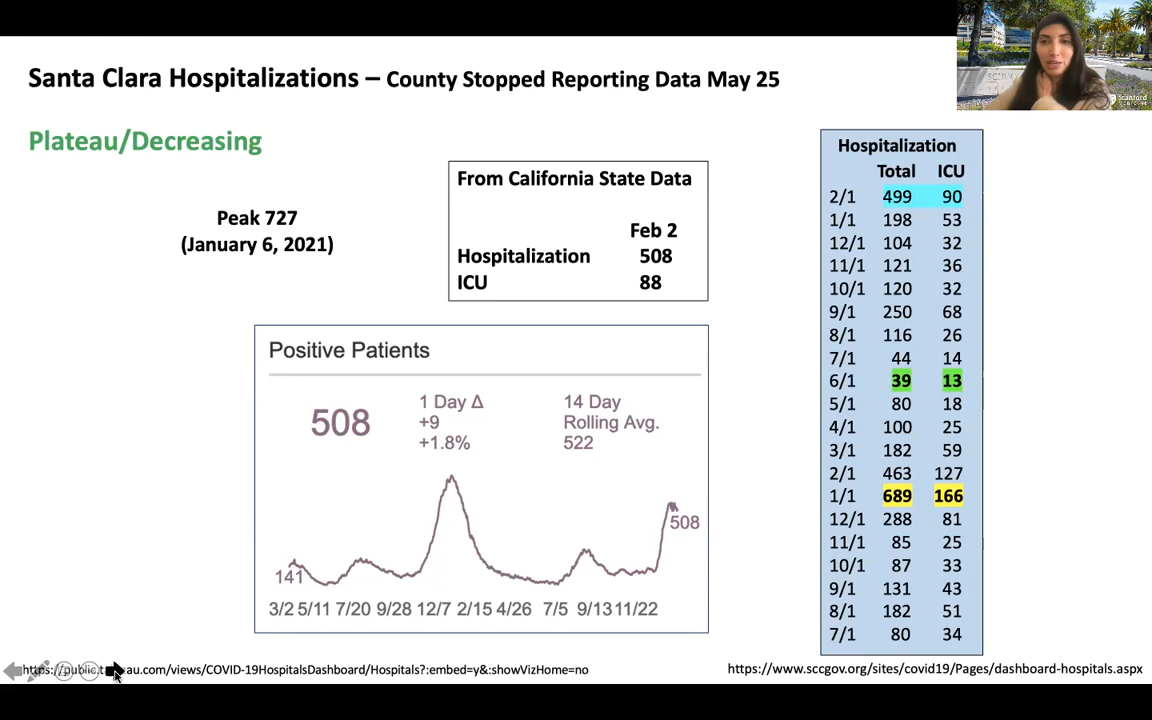 Santa Clara Hospitalizations – County Stopped Reporting Data May 25
Plateau/Decreasing
Peak 727
(January 6, 2021)
From California State Data
Feb 2
Hospitalization 508
ICU 88
Positive Patients
508
1 Day Δ
+9
+1.8%
14 Day
Rolling Avg.
522
508
141
3/2 5/11 7/20 9/28 12/7 2/15 4/26 7/5 9/13 11/22
Hospitalization
Total ICU
2/1 499 90
1/1 198 53
12/1 104 32
11/1 121 36
10/1 120 32
9/1 250 68
8/1 116 26
7/1 44 14
6/1 39 13
5/1 80 18
4/1 100 25
3/1 182 59
2/1 463 127
1/1 689 166
12/1 288 81
11/1 85 25
10/1 87 33
9/1 131 43
8/1 182 51
7/1 80 34
au.com/views/COVID-19HospitalsDashboard/Hospitals?:embed=y&:showVizHome=no
https://www.sccgov.org/sites/covid19/Pages/dashboard-hospitals.aspx
Stanford